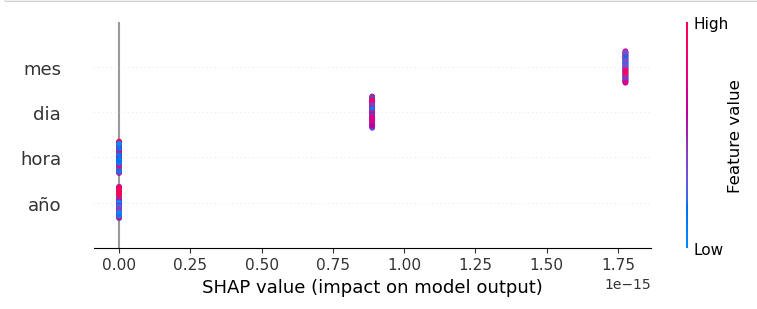 High
mes
dia
hora
año
Feature value
Low
0.00 0.25 0.50 0.75 1.00 1.25 1.50 1.75
1e−15
SHAP value (impact on model output)